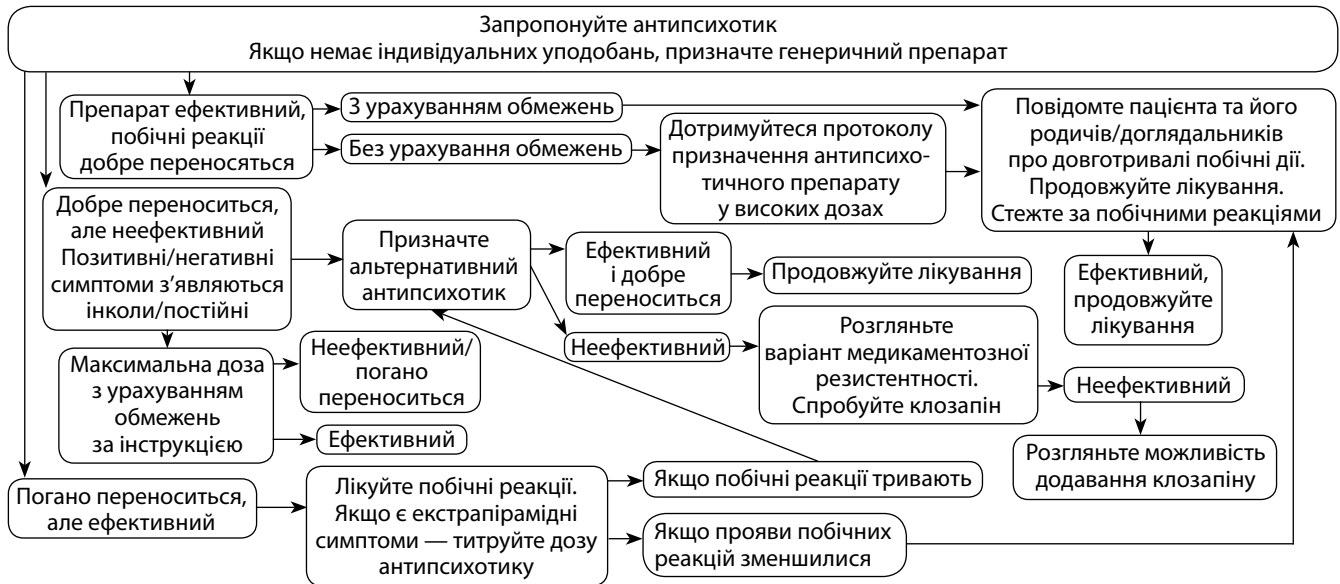 Запропонуйте антипсихотик
Якщо немає індивідуальних уподобань, призначте генеричний препарат
Препарат ефективний,
побічні реакції
добре переносяться
З урахуванням обмежень
Без урахування обмежень
Дотримуйтеся протоколу
призначення антипсихо-
тичного препарату
у високих дозах
Повідомте пацієнта та його
родичів/доглядальників
про довготривалі побічні дії.
Продовжуйте лікування.
Стежте за побічними реакціями
Добре переноситься,
але неефективний
Позитивні/негативні
симптоми з’являються
інколи/постійні
Призначте
альтернативний
антипсихотик
Ефективний
і добре
переноситься
Продовжуйте лікування
Ефективний,
продовжуйте
лікування
Неефективний
Розгляньте
варіант медикаментозної
резистентності.
Спробуйте клозапін
Неефективний
Розгляньте можливість
додавання клозапіну
Максимальна доза
з урахуванням
обмежень
за інструкцією
Неефективний/
погано
переноситься
Ефективний
Погано переноситься,
але ефективний
Лікуйте побічні реакції.
Якщо є екстрапірамідні
симптоми — титруйте дозу
антипсихотику
Якщо побічні реакції тривають
Якщо прояви побічних
реакцій зменшилися